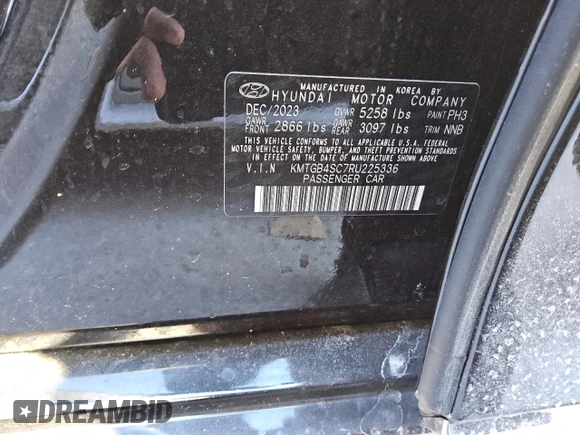 MANUFACTURED IN KOREA BY
HYUNDAI MOTOR COMPANY
DEC/2023 GVWR 5258 lbs PAINT PH3
GAWR FRONT 2866 lbs GAWR REAR 3097 lbs TRIM NNB
THIS VEHICLE CONFORMS TO ALL APPLICABLE U.S.A. FEDERAL
MOTOR VEHICLE SAFETY, BUMPER, AND THEFT PREVENTION STANDARDS
IN EFFECT ON THE DATE OF MANUFACTURE SHOWN ABOVE.
V.I.N KMTGB4SC7RU225336
PASSENGER CAR
DREAMBID